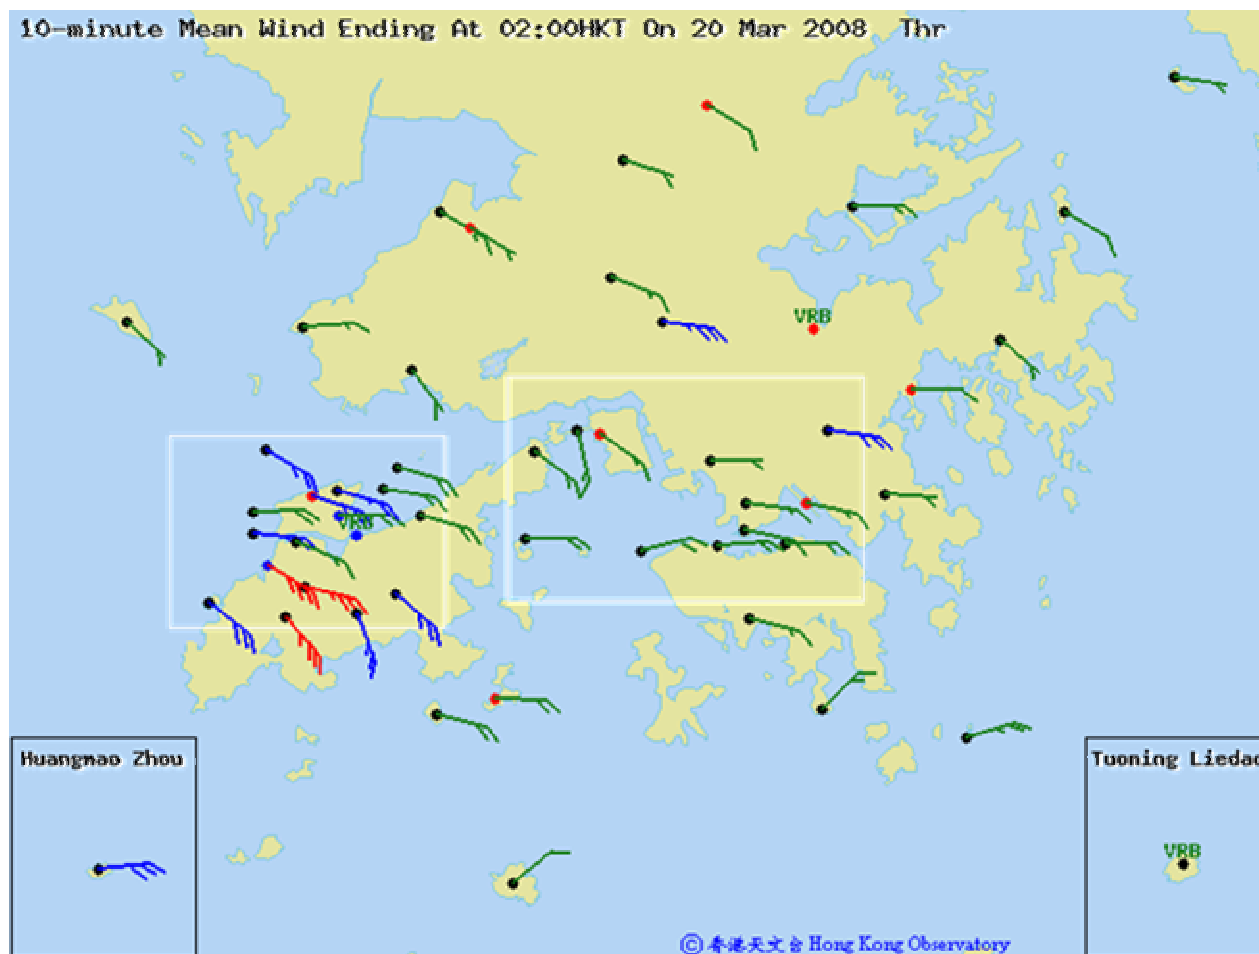 10-minute Mean Wind Ending At 02:00HKT On 20 Mar 2008 Thr
VRB
VRB
Huangmao Zhou
Tuoning Liedao
VRB
© 香港天文台 Hong Kong Observatory